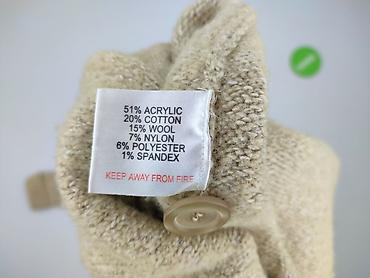 51% ACRYLIC
20% COTTON
15% WOOL
7% NYLON
6% POLYESTER
1% SPANDEX
KEEP AWAY FROM FIRE